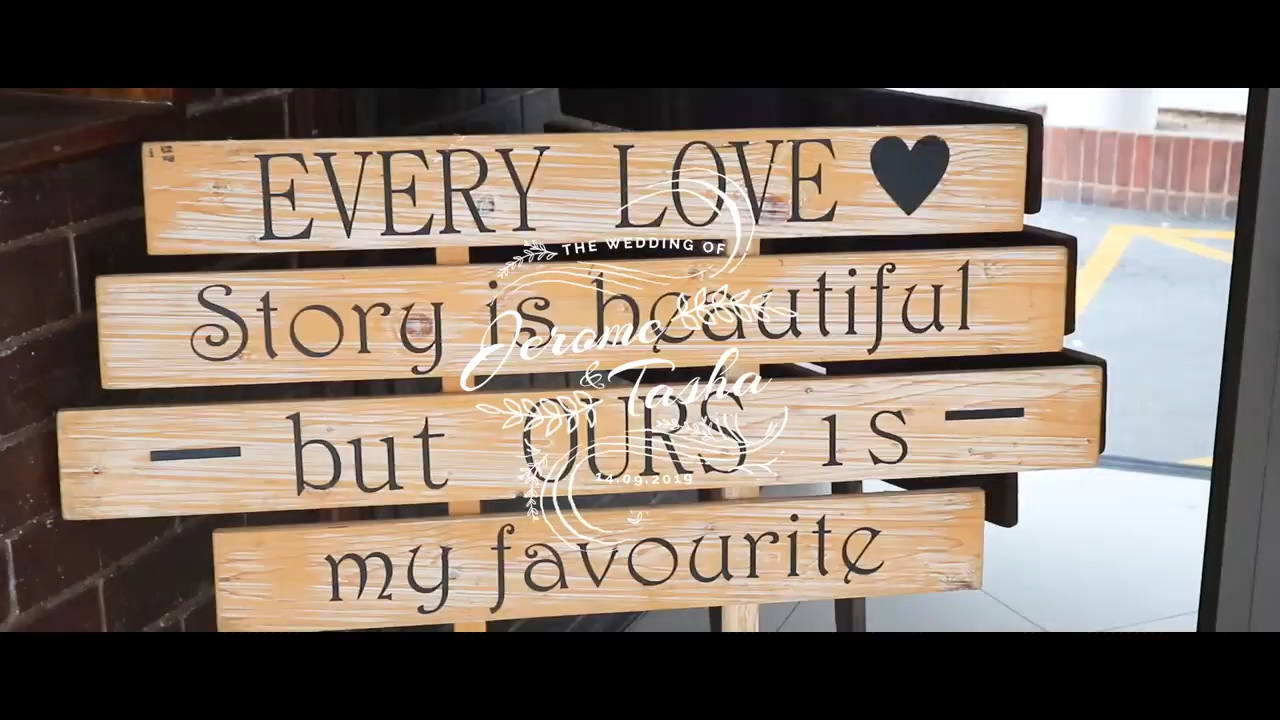 EVERY LOVE
Story is beautiful
- but OURS is -
my favourite
THE WEDDING OF
Jerome
& Tasha
14.09.2019